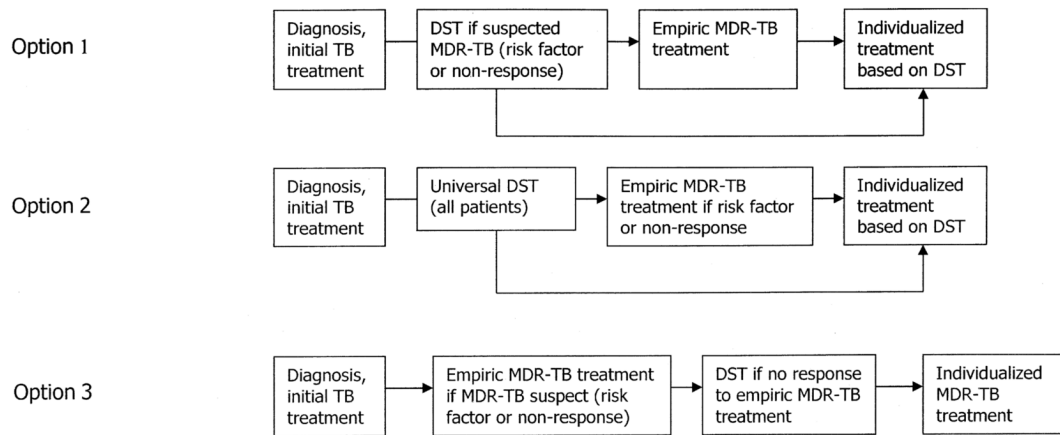 Option 1
Diagnosis,
initial TB
treatment
DST if suspected
MDR-TB (risk factor
or non-response)
Empiric MDR-TB
treatment
Individualized
treatment
based on DST
Option 2
Diagnosis,
initial TB
treatment
Universal DST
(all patients)
Empiric MDR-TB
treatment if risk factor
or non-response
Individualized
treatment
based on DST
Option 3
Diagnosis,
initial TB
treatment
Empiric MDR-TB treatment
if MDR-TB suspect (risk
factor or non-response)
DST if no response
to empiric MDR-TB
treatment
Individualized
MDR-TB
treatment